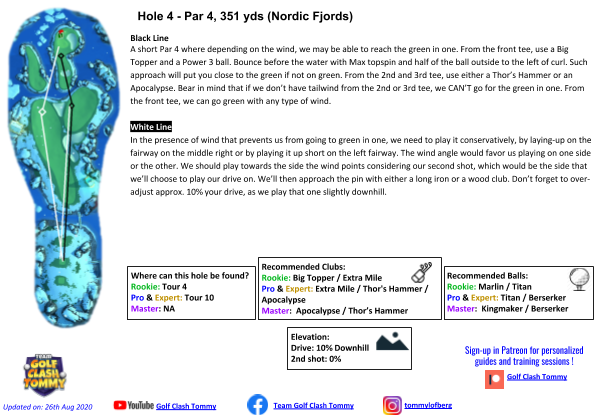 Hole 4 - Par 4, 351 yds (Nordic Fjords)
Black Line
A short Par 4 where depending on the wind, we may be able to reach the green in one. From the front tee, use a Big
Topper and a Power 3 ball. Bounce before the water with Max topspin and half of the ball outside to the left of curl. Such
approach will put you close to the green if not on green. From the 2nd and 3rd tee, use either a Thor's Hammer or an
Apocalypse. Bear in mind that if we don't have tailwind from the 2nd or 3rd tee, we CAN'T go for the green in one. From
the front tee, we can go green with any type of wind.
White Line
In the presence of wind that prevents us from going to green in one, we need to play it conservatively, by laying-up on the
fairway on the middle right or by playing it up short on the left fairway. The wind angle would favor us playing on one side
or the other. We should play towards the side the wind points considering our second shot, which would be the side that
we'll choose to play our drive on. We'll then approach the pin with either a long iron or a wood club. Don't forget to over-
adjust approx. 10% your drive, as we play that one slightly downhill.
Where can this hole be found?
Rookie: Tour 4
Pro & Expert: Tour 10
Master: NA
Recommended Clubs:
Rookie: Big Topper / Extra Mile
Pro & Expert: Extra Mile / Thor's Hammer /
Apocalypse
Master: Apocalypse / Thor's Hammer
Recommended Balls:
Rookie: Marlin / Titan
Pro & Expert: Titan / Berserker
Master: Kingmaker / Berserker
Elevation:
Drive: 10% Downhill
2nd shot: 0%
Sign-up in Patreon for personalized
guides and training sessions !
Golf Clash Tommy
TEAM
GOLF
CLASH
TOMMY
Updated on: 26th Aug 2020
YouTube Golf Clash Tommy
Team Golf Clash Tommy
tommylofberg